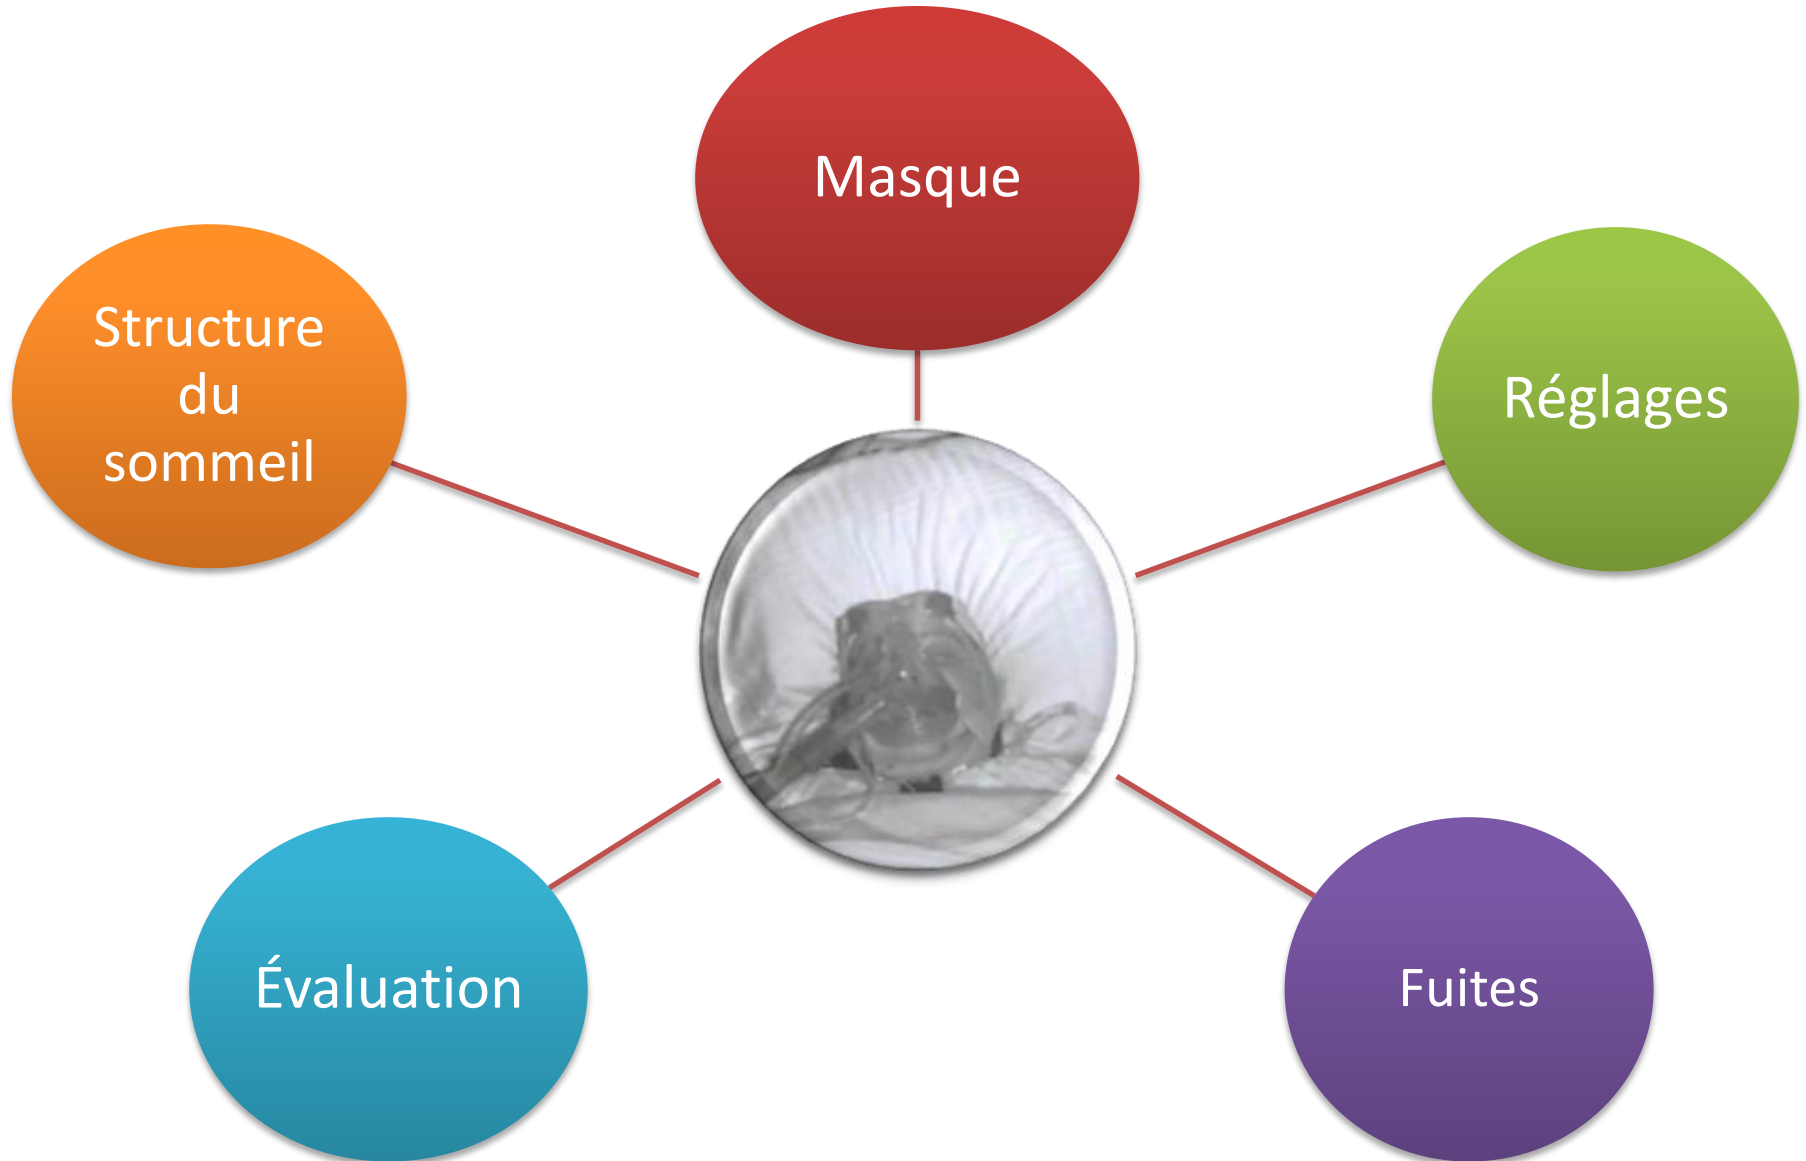 Masque
Structure
du
sommeil
Réglages
Évaluation
Fuites